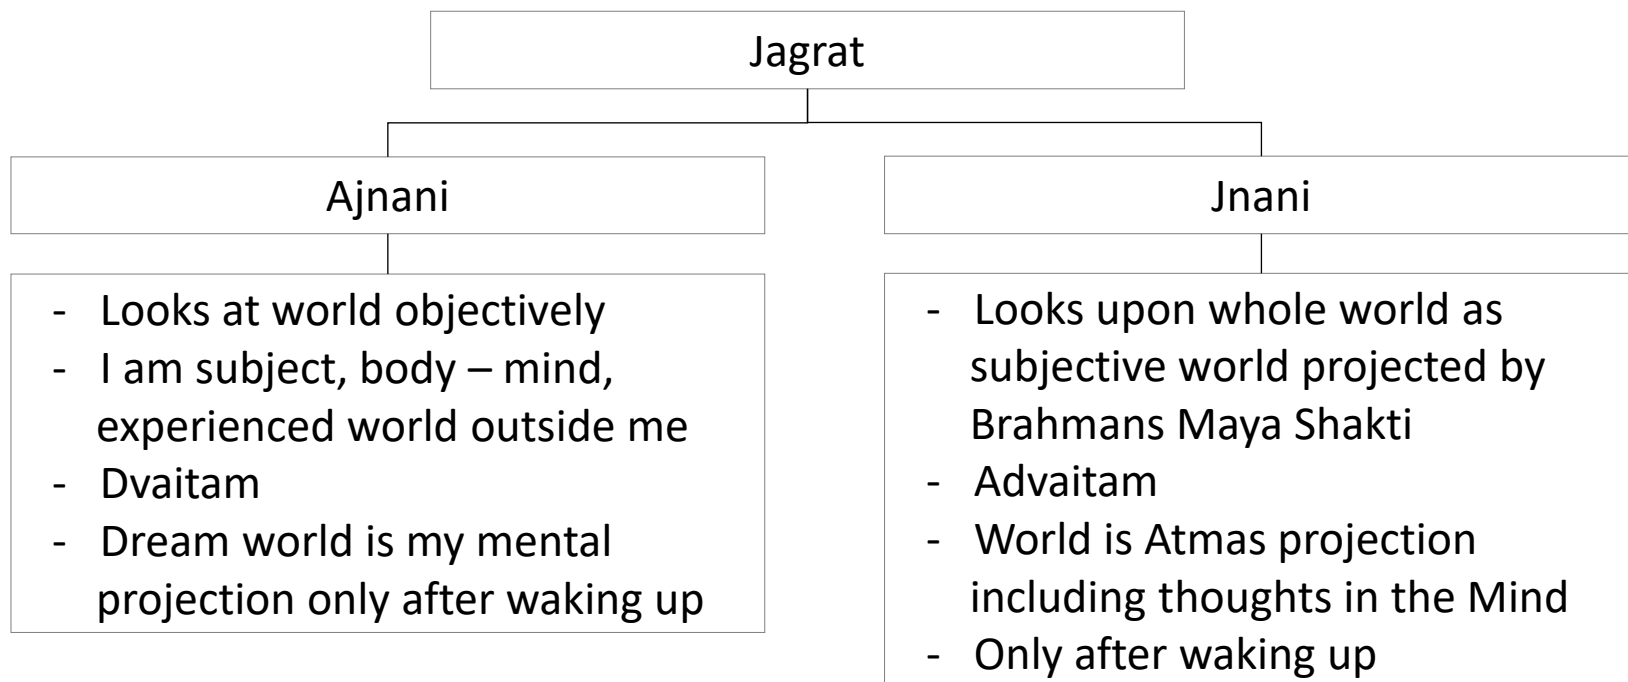 Jagrat
Ajnani
Jnani
- Looks at world objectively
- I am subject, body – mind,
experienced world outside me
- Dvaitam
- Dream world is my mental
projection only after waking up
- Looks upon whole world as
subjective world projected by
Brahmans Maya Shakti
- Advaitam
- World is Atmas projection
including thoughts in the Mind
- Only after waking up